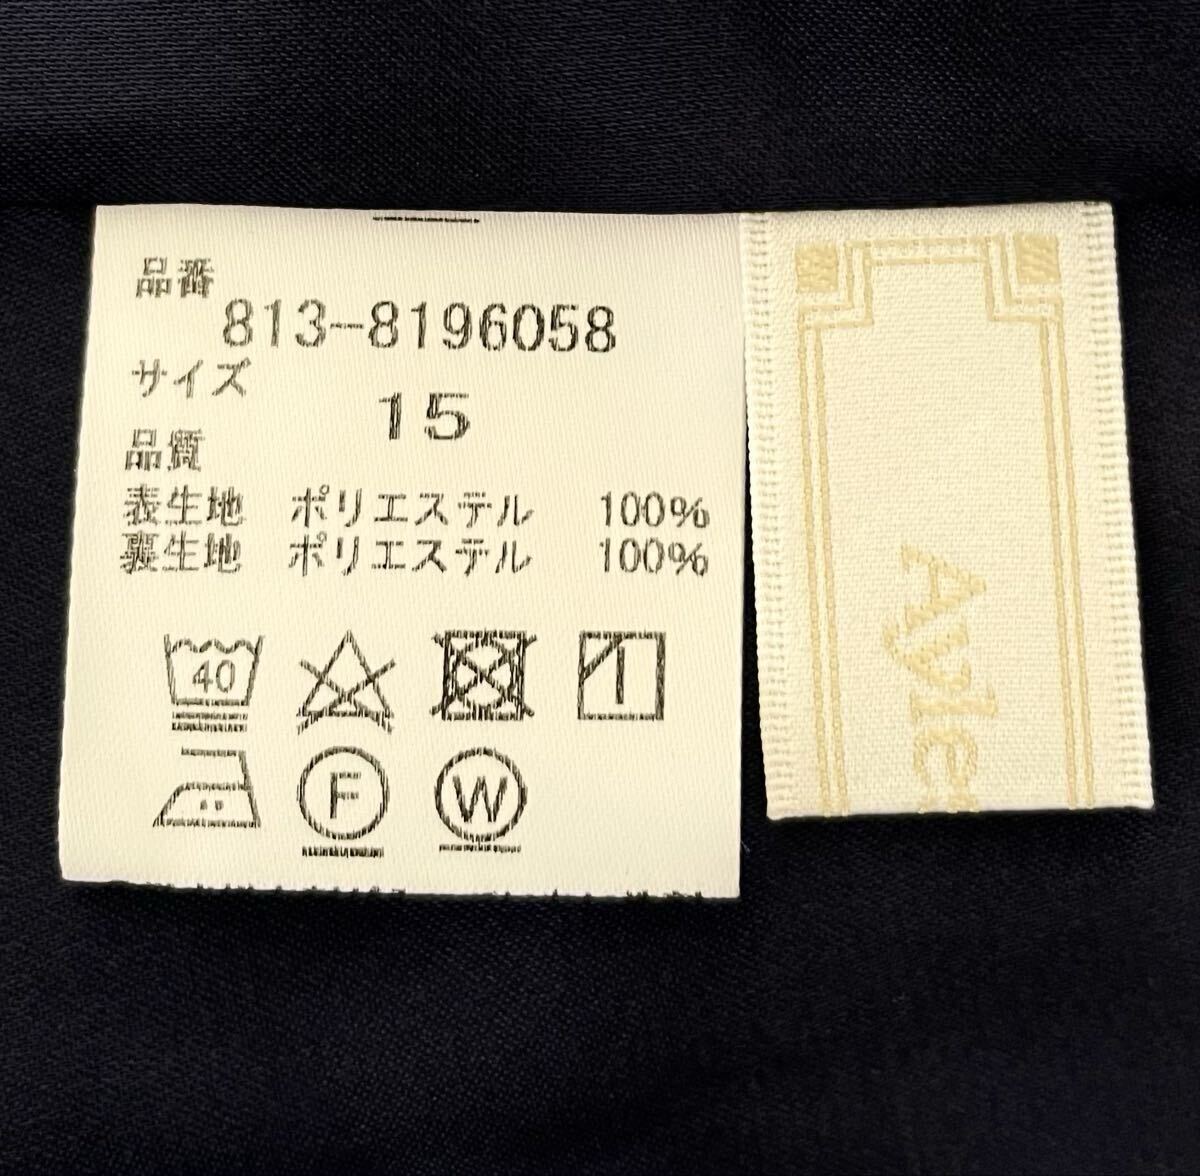 品番
813-8196058
サイズ
15
品質
表生地 ポリエステル 100%
裏生地 ポリエステル 100%
40
F
W
Ayle